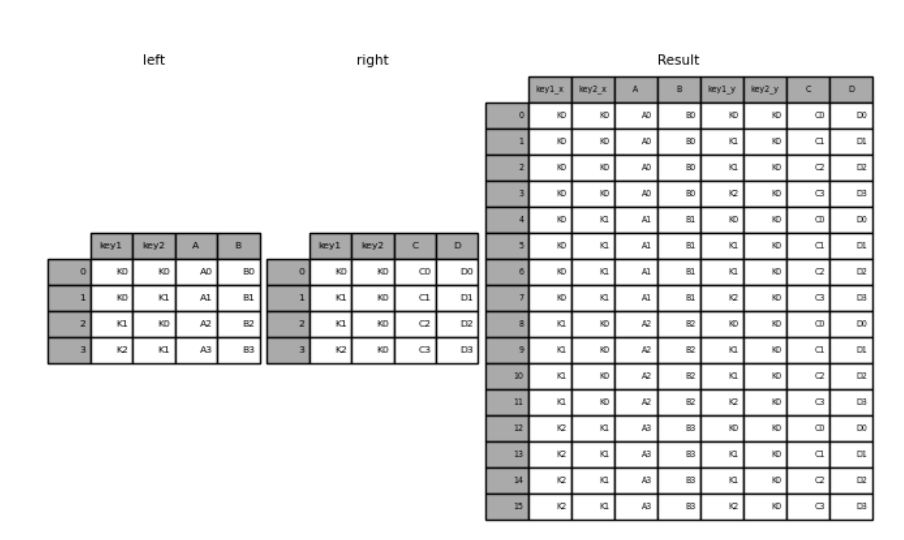 left
key1 key2 A B
0 K0 K0 A0 B0
1 K0 K1 A1 B1
2 K1 K0 A2 B2
3 K2 K1 A3 B3
right
key1 key2 C D
0 K0 K0 C0 D0
1 K1 K0 C1 D1
2 K1 K0 C2 D2
3 K2 K0 C3 D3
Result
key1_x key2_x A B key1_y key2_y C D
0 K0 K0 A0 B0 K0 K0 C0 D0
1 K0 K0 A0 B0 K1 K0 C1 D1
2 K0 K0 A0 B0 K1 K0 C2 D2
3 K0 K0 A0 B0 K2 K0 C3 D3
4 K0 K1 A1 B1 K0 K0 C0 D0
5 K0 K1 A1 B1 K1 K0 C1 D1
6 K0 K1 A1 B1 K1 K0 C2 D2
7 K0 K1 A1 B1 K2 K0 C3 D3
8 K1 K0 A2 B2 K0 K0 C0 D0
9 K1 K0 A2 B2 K1 K0 C1 D1
10 K1 K0 A2 B2 K1 K0 C2 D2
11 K1 K0 A2 B2 K2 K0 C3 D3
12 K2 K1 A3 B3 K0 K0 C0 D0
13 K2 K1 A3 B3 K1 K0 C1 D1
14 K2 K1 A3 B3 K1 K0 C2 D2
15 K2 K1 A3 B3 K2 K0 C3 D3